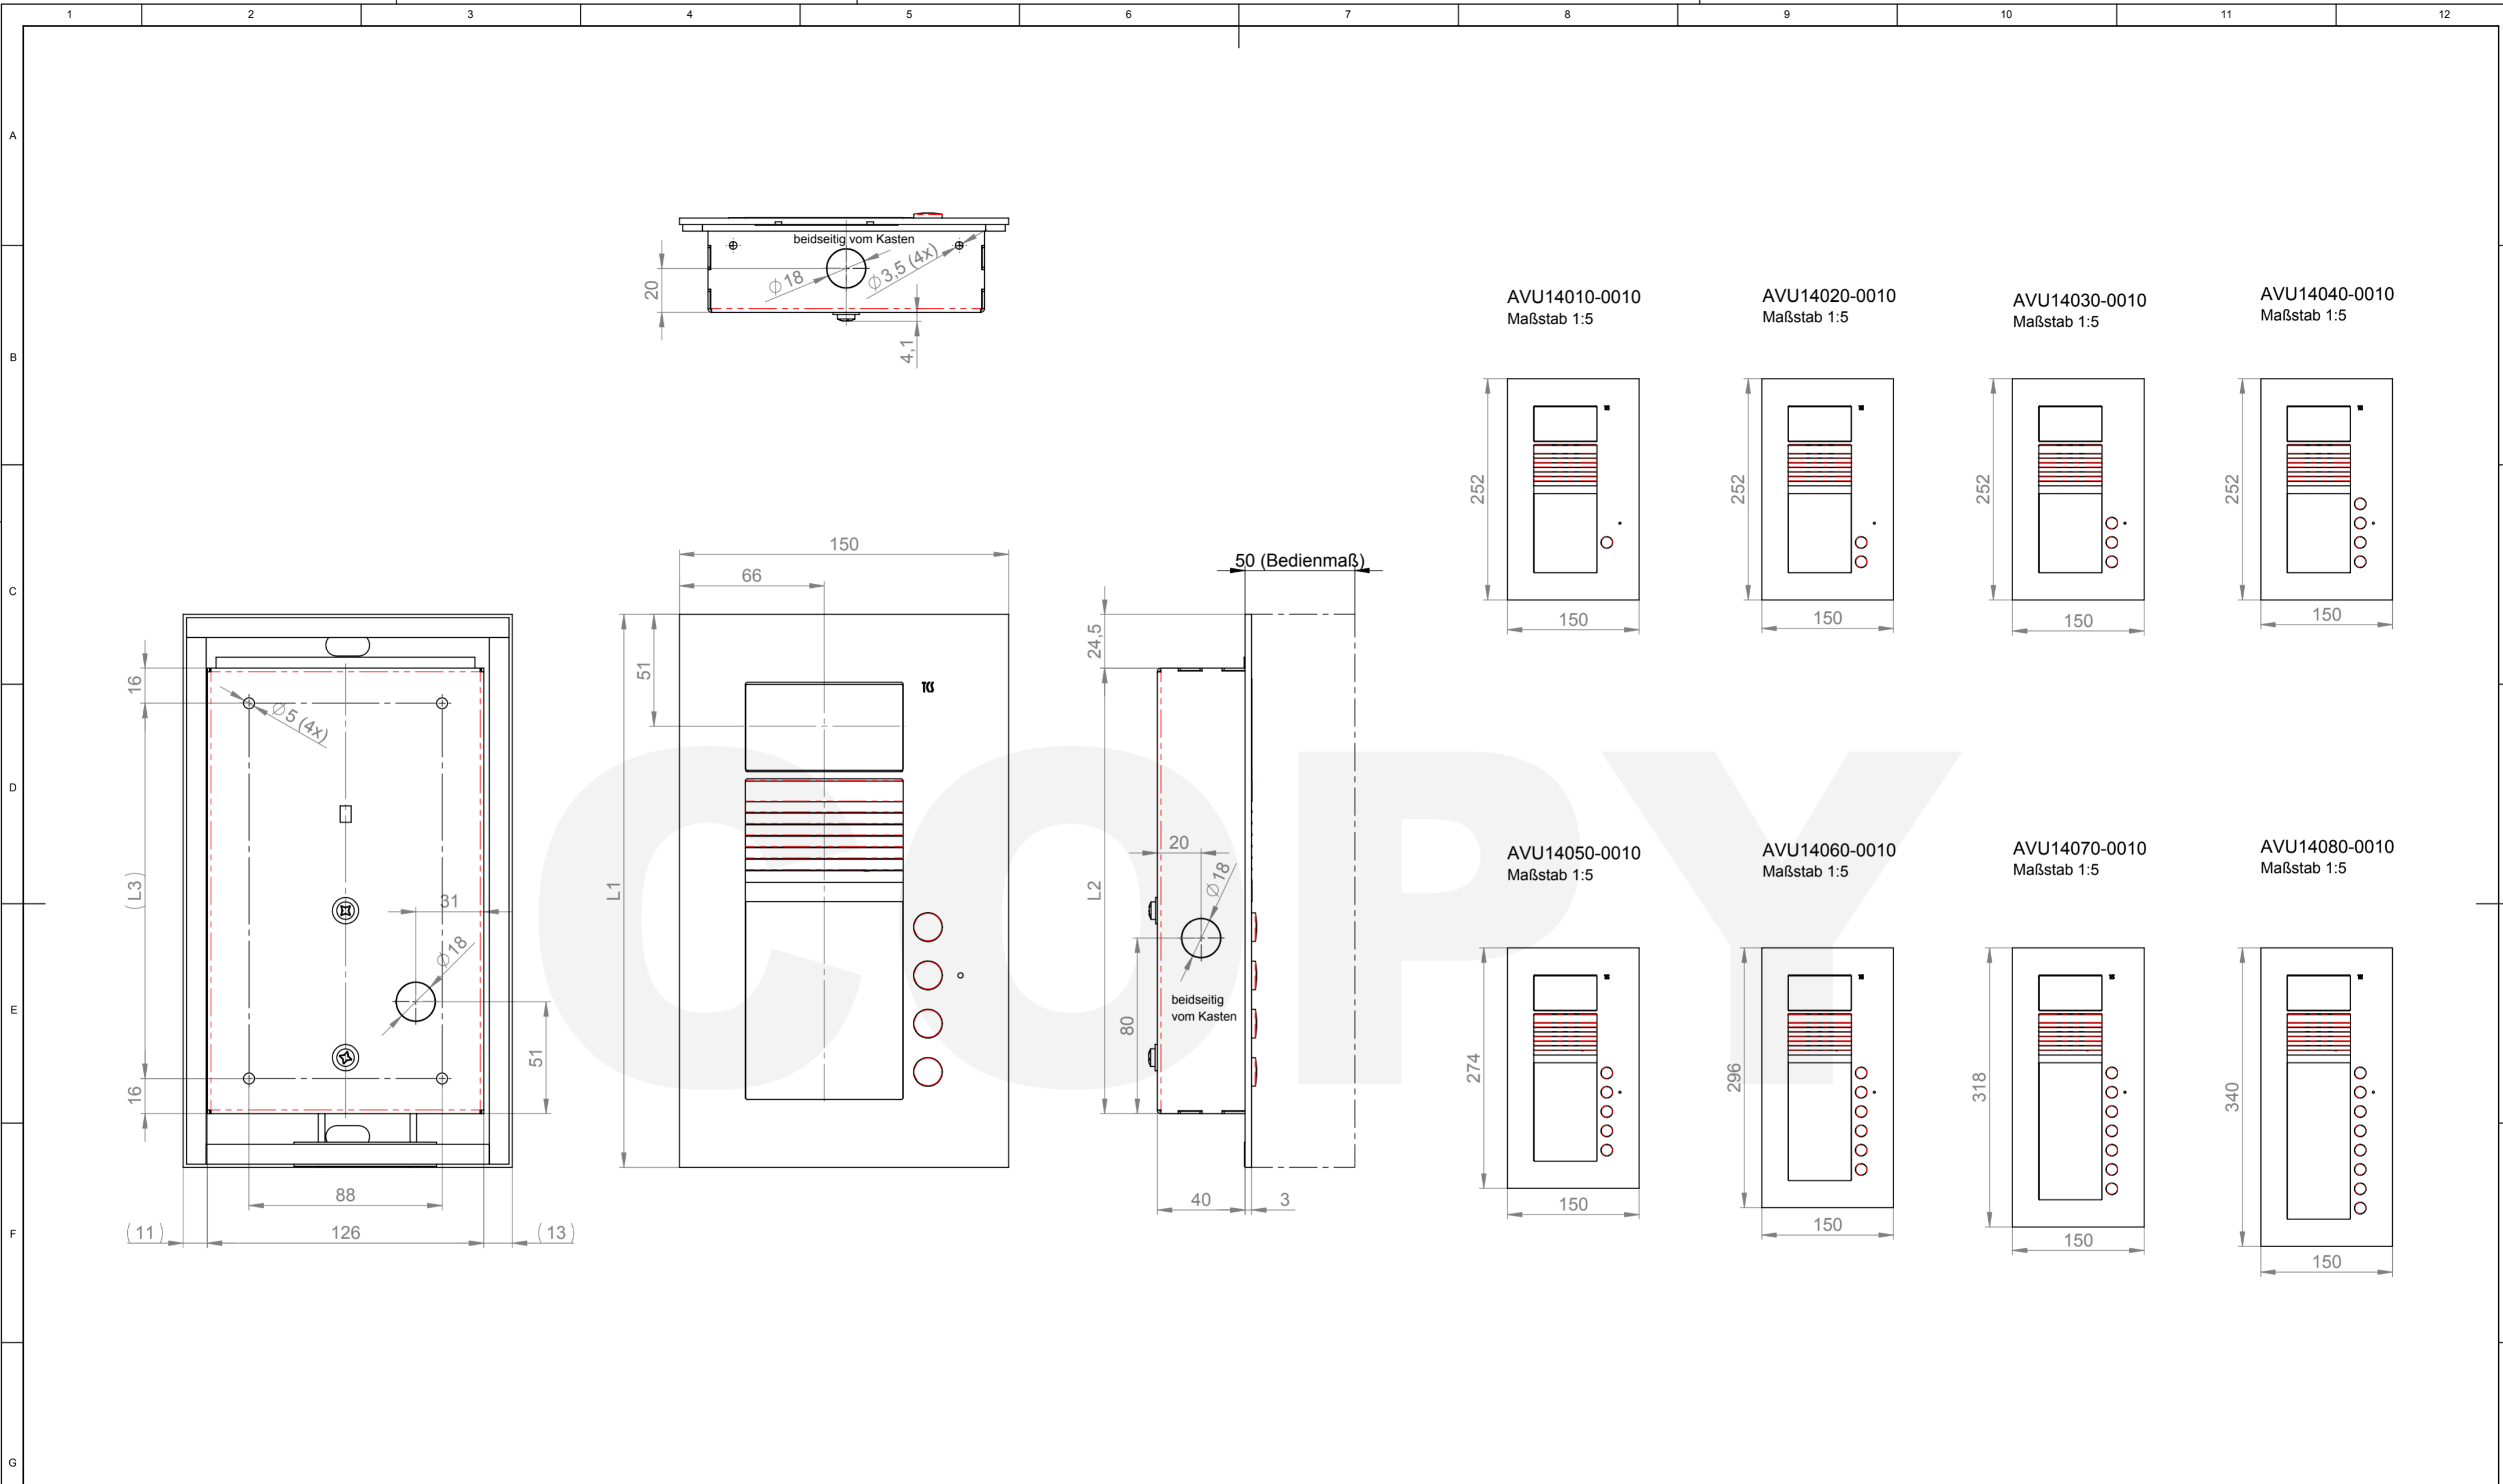 1 2 3 4 5 6 7 8 9 10 11 12
A
B
C
D
E
F
G
COPY
beidseitig vom Kasten
20
Ø18
Ø3,5 (4x)
4,1
16
Ø5 (4x)
(L3)
31
Ø18
51
16
88
(11)
126
(13)
150
66
51
L1
TCS
50 (Bedienmaß)
24,5
L2
20
Ø18
80
beidseitig
vom Kasten
40
3
AVU14010-0010
Maßstab 1:5
252
150
AVU14020-0010
Maßstab 1:5
252
150
AVU14030-0010
Maßstab 1:5
252
150
AVU14040-0010
Maßstab 1:5
252
150
AVU14050-0010
Maßstab 1:5
274
150
AVU14060-0010
Maßstab 1:5
296
150
AVU14070-0010
Maßstab 1:5
318
150
AVU14080-0010
Maßstab 1:5
340
150